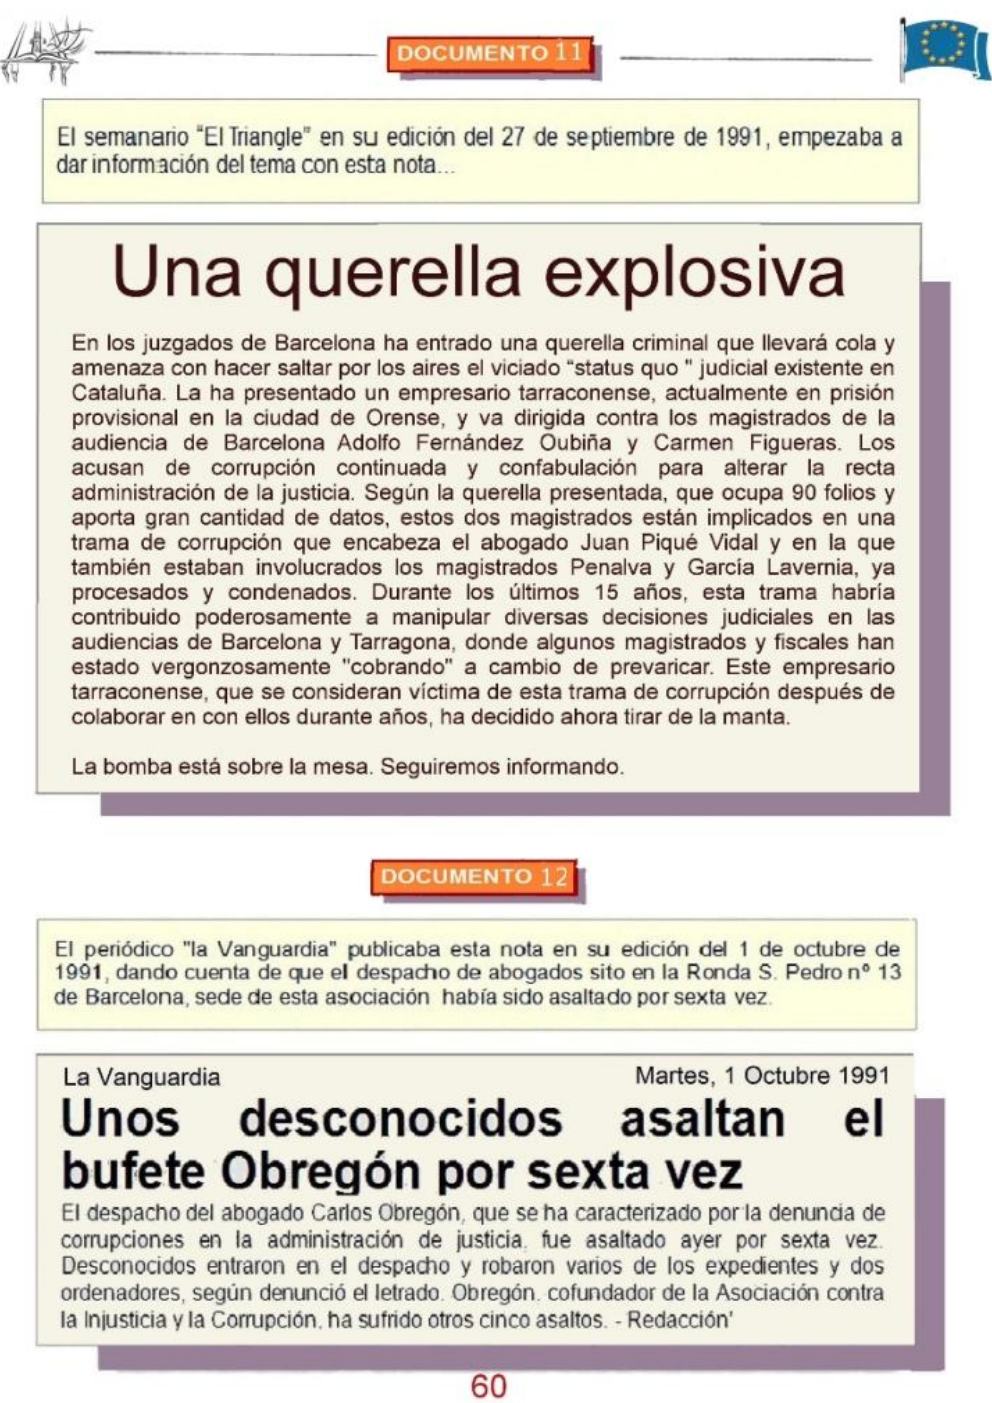 DOCUMENTO 11
El semanario “El Triangle” en su edición del 27 de septiembre de 1991, empezaba a
dar información del tema con esta nota...
Una querella explosiva
En los juzgados de Barcelona ha entrado una querella criminal que llevará cola y
amenaza con hacer saltar por los aires el viciado “status quo " judicial existente en
Cataluña. La ha presentado un empresario tarraconense, actualmente en prisión
provisional en la ciudad de Orense, y va dirigida contra los magistrados de la
audiencia de Barcelona Adolfo Fernández Oubiña y Carmen Figueras. Los
acusan de corrupción continuada y confabulación para alterar la recta
administración de la justicia. Según la querella presentada, que ocupa 90 folios y
aporta gran cantidad de datos, estos dos magistrados están implicados en una
trama de corrupción que encabeza el abogado Juan Piqué Vidal y en la que
también estaban involucrados los magistrados Penalva y García Lavernia, ya
procesados y condenados. Durante los últimos 15 años, esta trama habría
contribuido poderosamente a manipular diversas decisiones judiciales en las
audiencias de Barcelona y Tarragona, donde algunos magistrados y fiscales han
estado vergonzosamente "cobrando" a cambio de prevaricar. Este empresario
tarraconense, que se consideran víctima de esta trama de corrupción después de
colaborar en con ellos durante años, ha decidido ahora tirar de la manta.
La bomba está sobre la mesa. Seguiremos informando.
DOCUMENTO 12
El periódico "la Vanguardia" publicaba esta nota en su edición del 1 de octubre de
1991, dando cuenta de que el despacho de abogados sito en la Ronda S. Pedro nº 13
de Barcelona, sede de esta asociación había sido asaltado por sexta vez.
La Vanguardia Martes, 1 Octubre 1991
Unos desconocidos asaltan el
bufete Obregón por sexta vez
El despacho del abogado Carlos Obregón, que se ha caracterizado por la denuncia de
corrupciones en la administración de justicia, fue asaltado ayer por sexta vez.
Desconocidos entraron en el despacho y robaron varios de los expedientes y dos
ordenadores, según denunció el letrado. Obregón, cofundador de la Asociación contra
la Injusticia y la Corrupción, ha sufrido otros cinco asaltos. - Redacción'
60